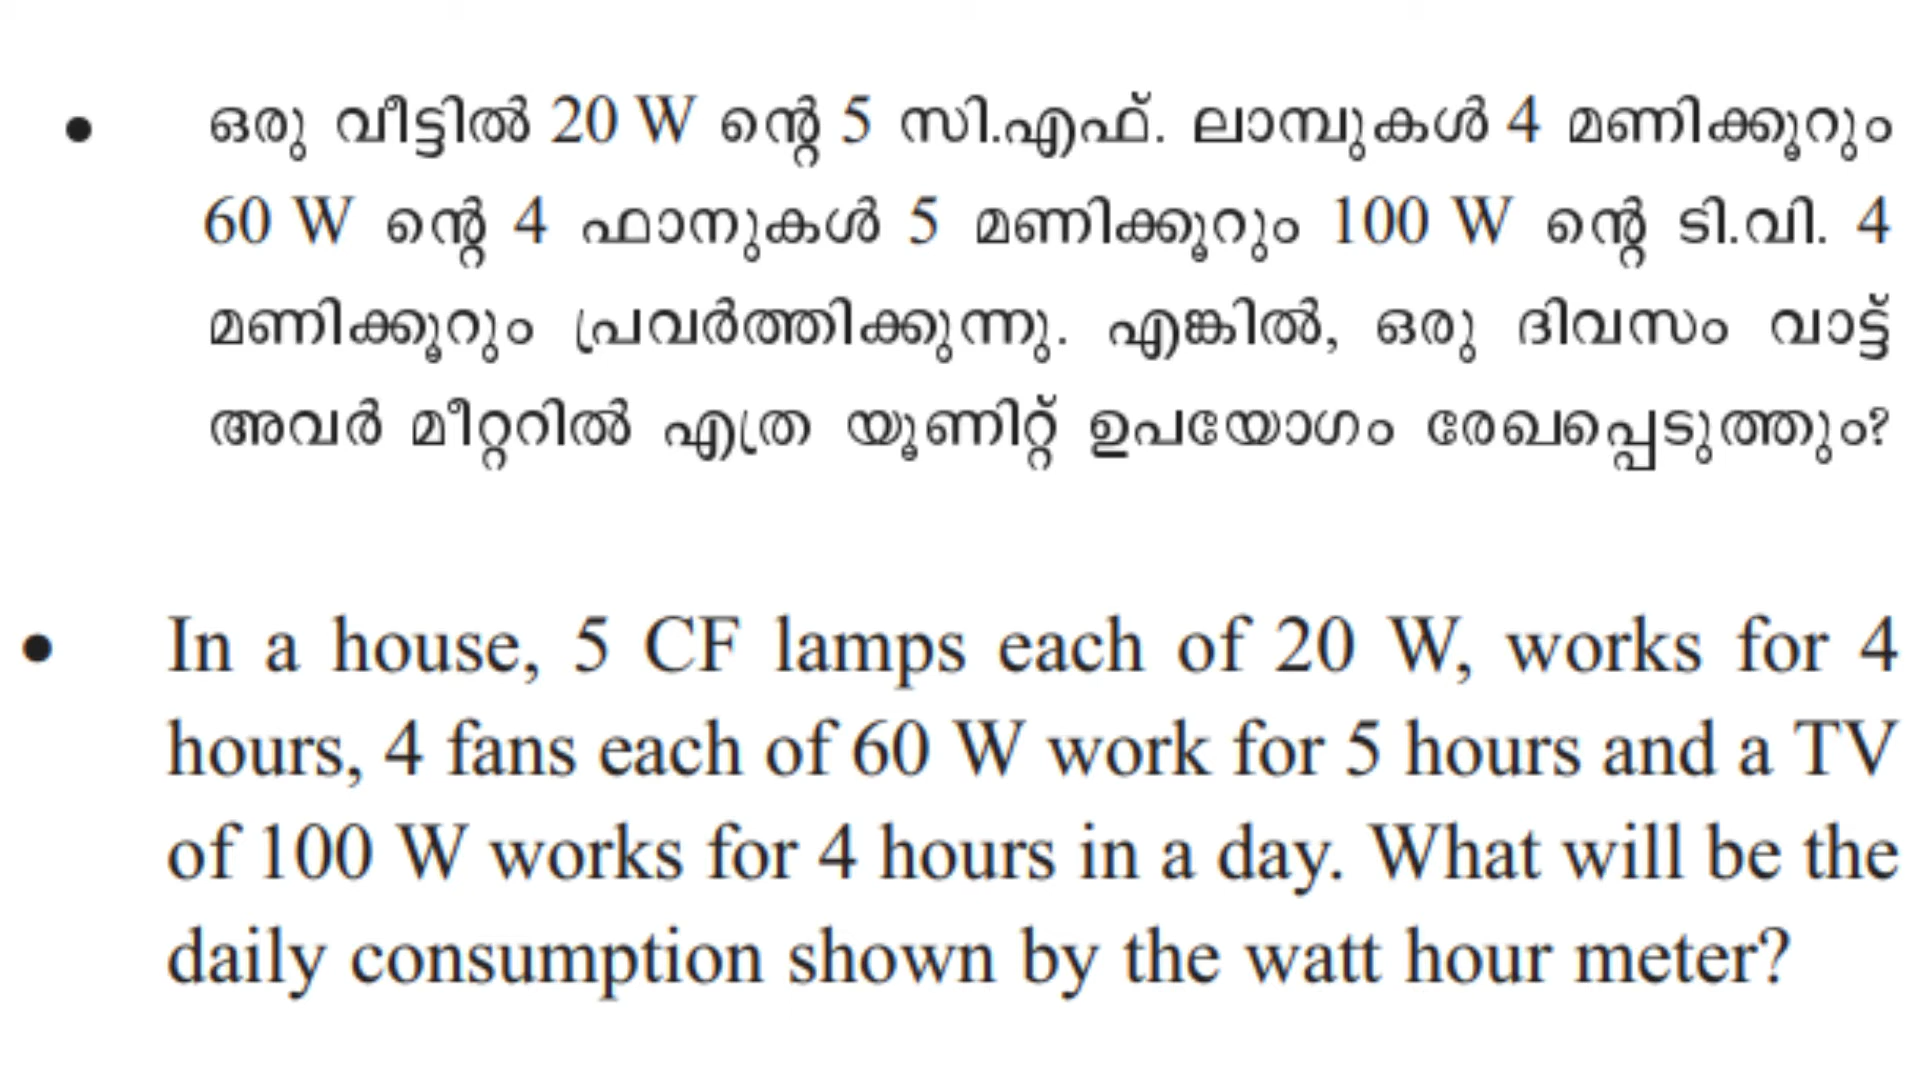 • ഒരു വീട്ടിൽ 20 W ന്റെ 5 സി.എഫ്. ലാമ്പുകൾ 4 മണിക്കൂറും
60 W ന്റെ 4 ഫാനുകൾ 5 മണിക്കൂറും 100 W ന്റെ ടി.വി. 4
മണിക്കൂറും പ്രവർത്തിക്കുന്നു. എങ്കിൽ, ഒരു ദിവസം വാട്ട്
അവർ മീറ്ററിൽ എത്ര യൂണിറ്റ് ഉപയോഗം രേഖപ്പെടുത്തും?
• In a house, 5 CF lamps each of 20 W, works for 4
hours, 4 fans each of 60 W work for 5 hours and a TV
of 100 W works for 4 hours in a day. What will be the
daily consumption shown by the watt hour meter?